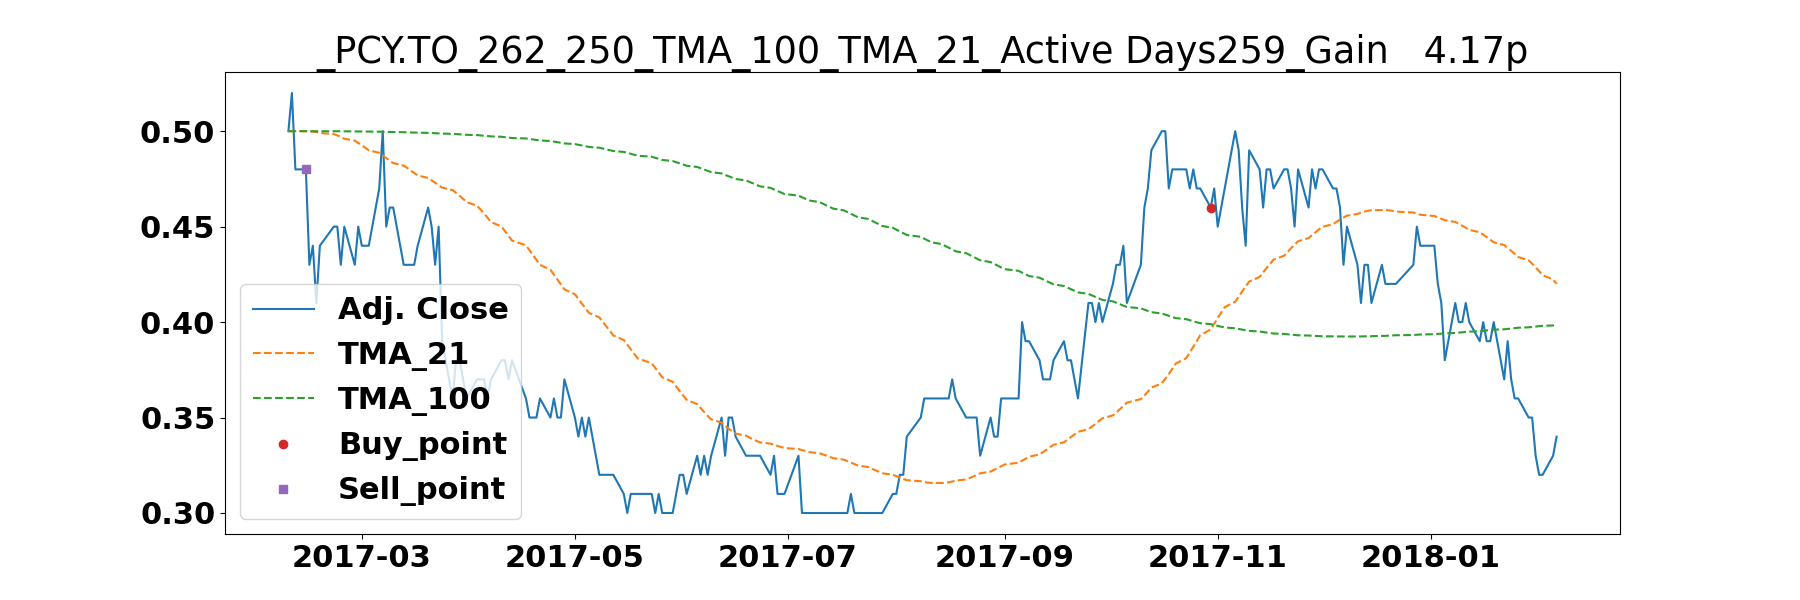 _PCY.TO_262_250_TMA_100_TMA_21_Active Days259_Gain   4.17p
0.50
0.45
0.40
0.35
0.30
Adj. Close
TMA_21
TMA_100
Buy_point
Sell_point
2017-03 2017-05 2017-07 2017-09 2017-11 2018-01